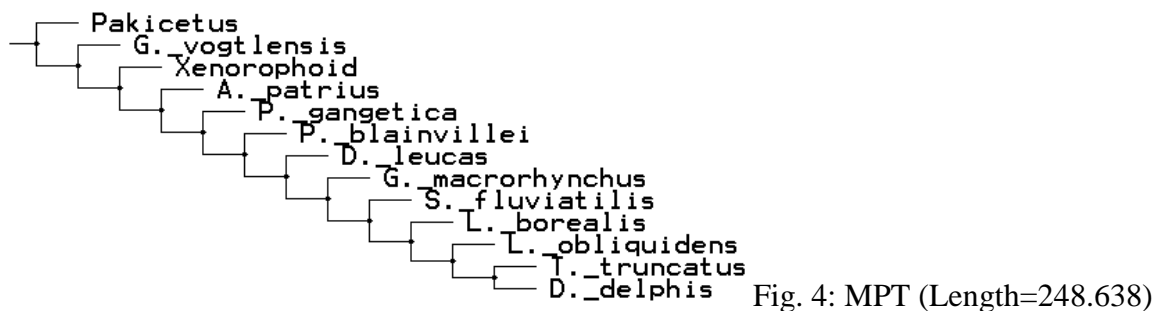 Pakicetus
G._vogtlensis
Xenorophoid
A._patrius
P._gangetica
P._blainvillei
D._leucas
G._macrorhynchus
S._fluviatilis
L._borealis
L._obliquidens
T._truncatus
D._delphis
Fig. 4: MPT (Length=248.638)